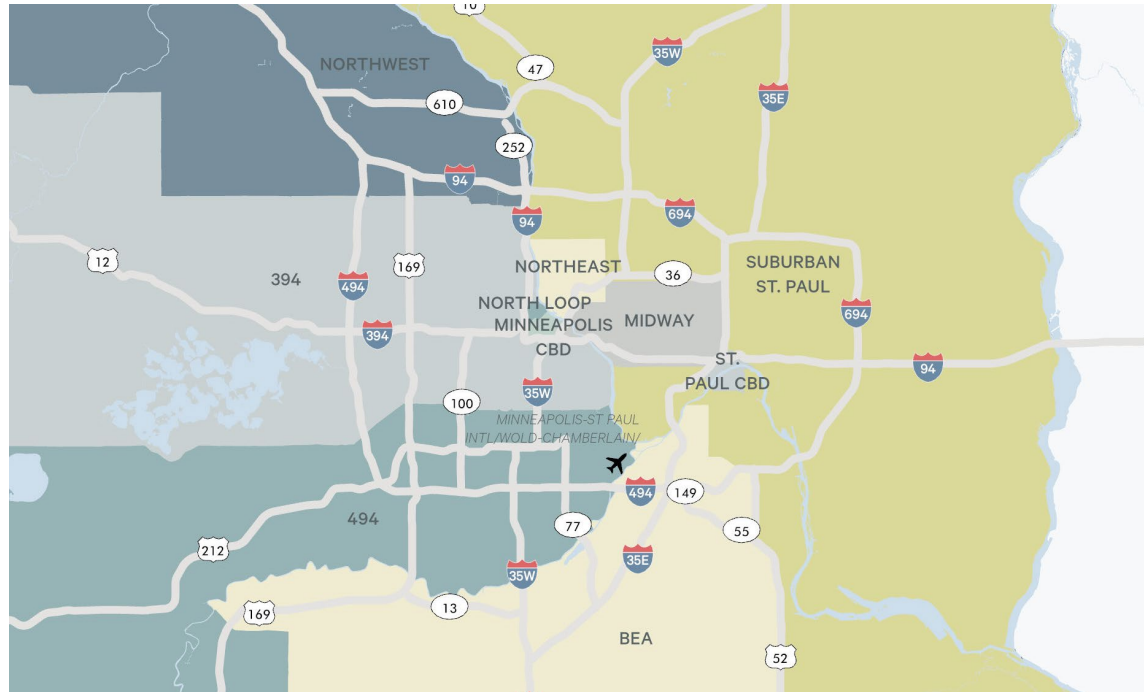 10
35W
NORTHWEST
47
35E
610
252
94
94
694
12
169
394
NORTHEAST
36
SUBURBAN
ST. PAUL
494
NORTH LOOP
MINNEAPOLIS
CBD
MIDWAY
694
394
ST.
PAUL CBD
94
35W
100
MINNEAPOLIS-ST PAUL
INTL/WOLD-CHAMBERLAIN/
494
149
494
77
55
212
35W
35E
169
13
BEA
52